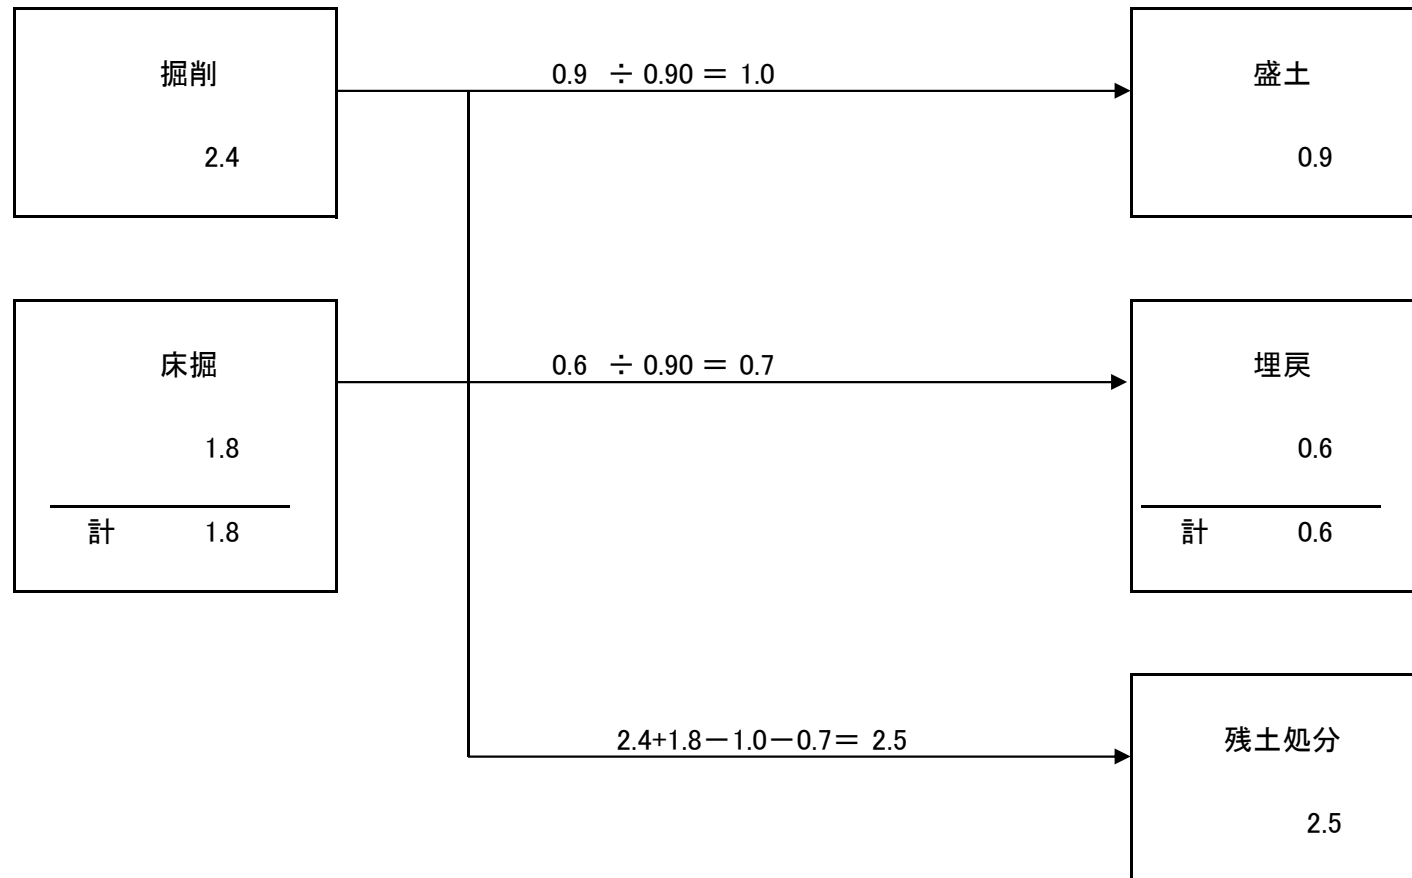 掘削
0.9 ÷ 0.90 = 1.0
盛土
2.4
0.9
床掘
0.6 ÷ 0.90 = 0.7
埋戻
1.8
0.6
計 1.8
計 0.6
2.4+1.8－1.0－0.7＝ 2.5
残土処分
2.5